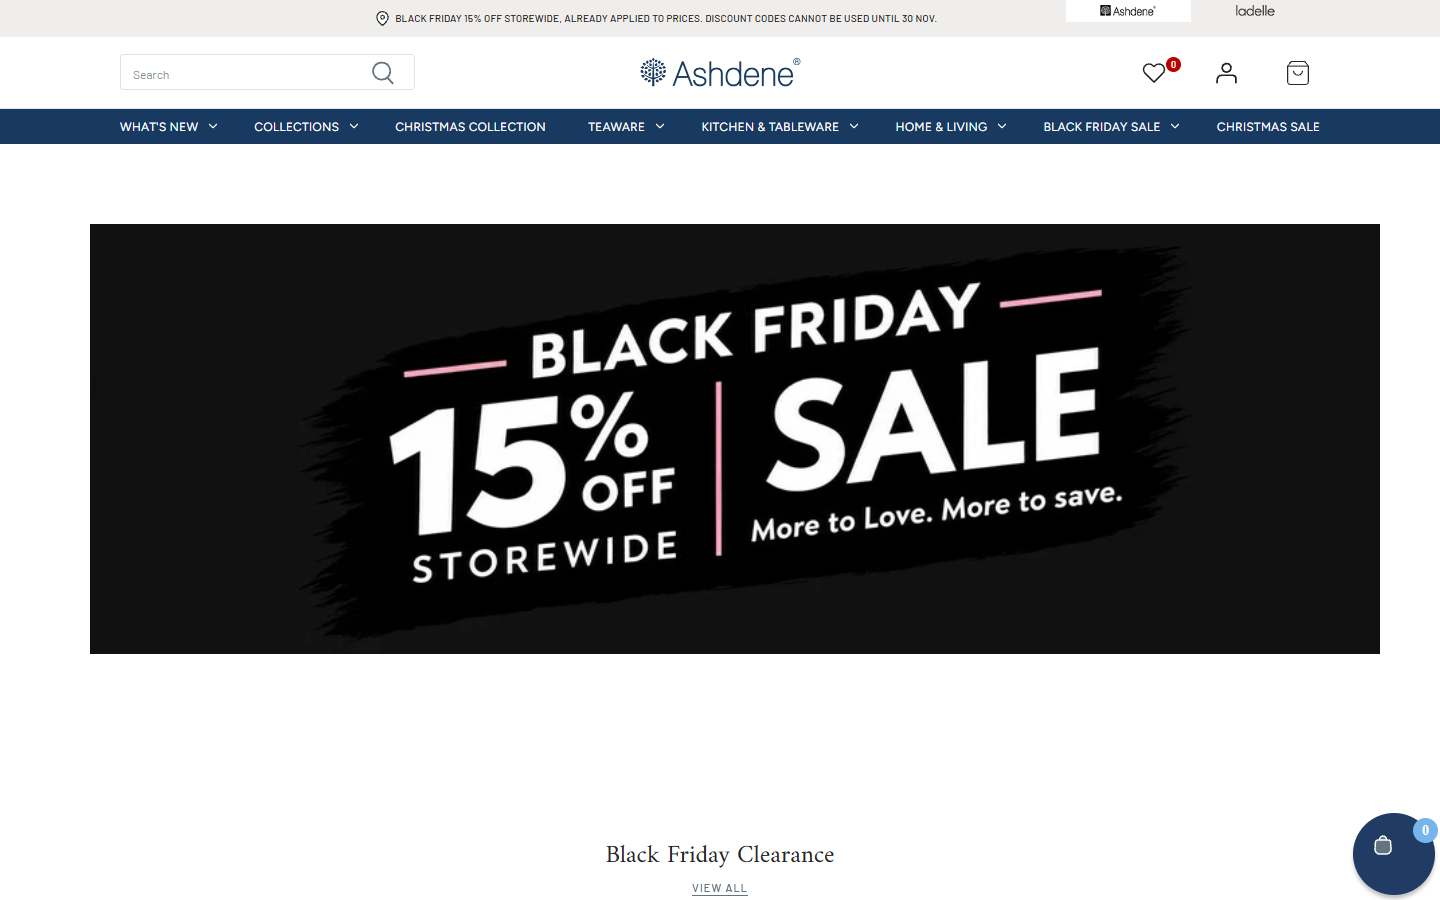 BLACK FRIDAY 15% OFF STOREWIDE, ALREADY APPLIED TO PRICES. DISCOUNT CODES CANNOT BE USED UNTIL 30 NOV.
Ashdene®
ladelle
Search
Ashdene®
0
WHAT'S NEW
COLLECTIONS
CHRISTMAS COLLECTION
TEAWARE
KITCHEN & TABLEWARE
HOME & LIVING
BLACK FRIDAY SALE
CHRISTMAS SALE
BLACK FRIDAY
15% OFF
STOREWIDE
SALE
More to Love. More to save.
Black Friday Clearance
VIEW ALL
0